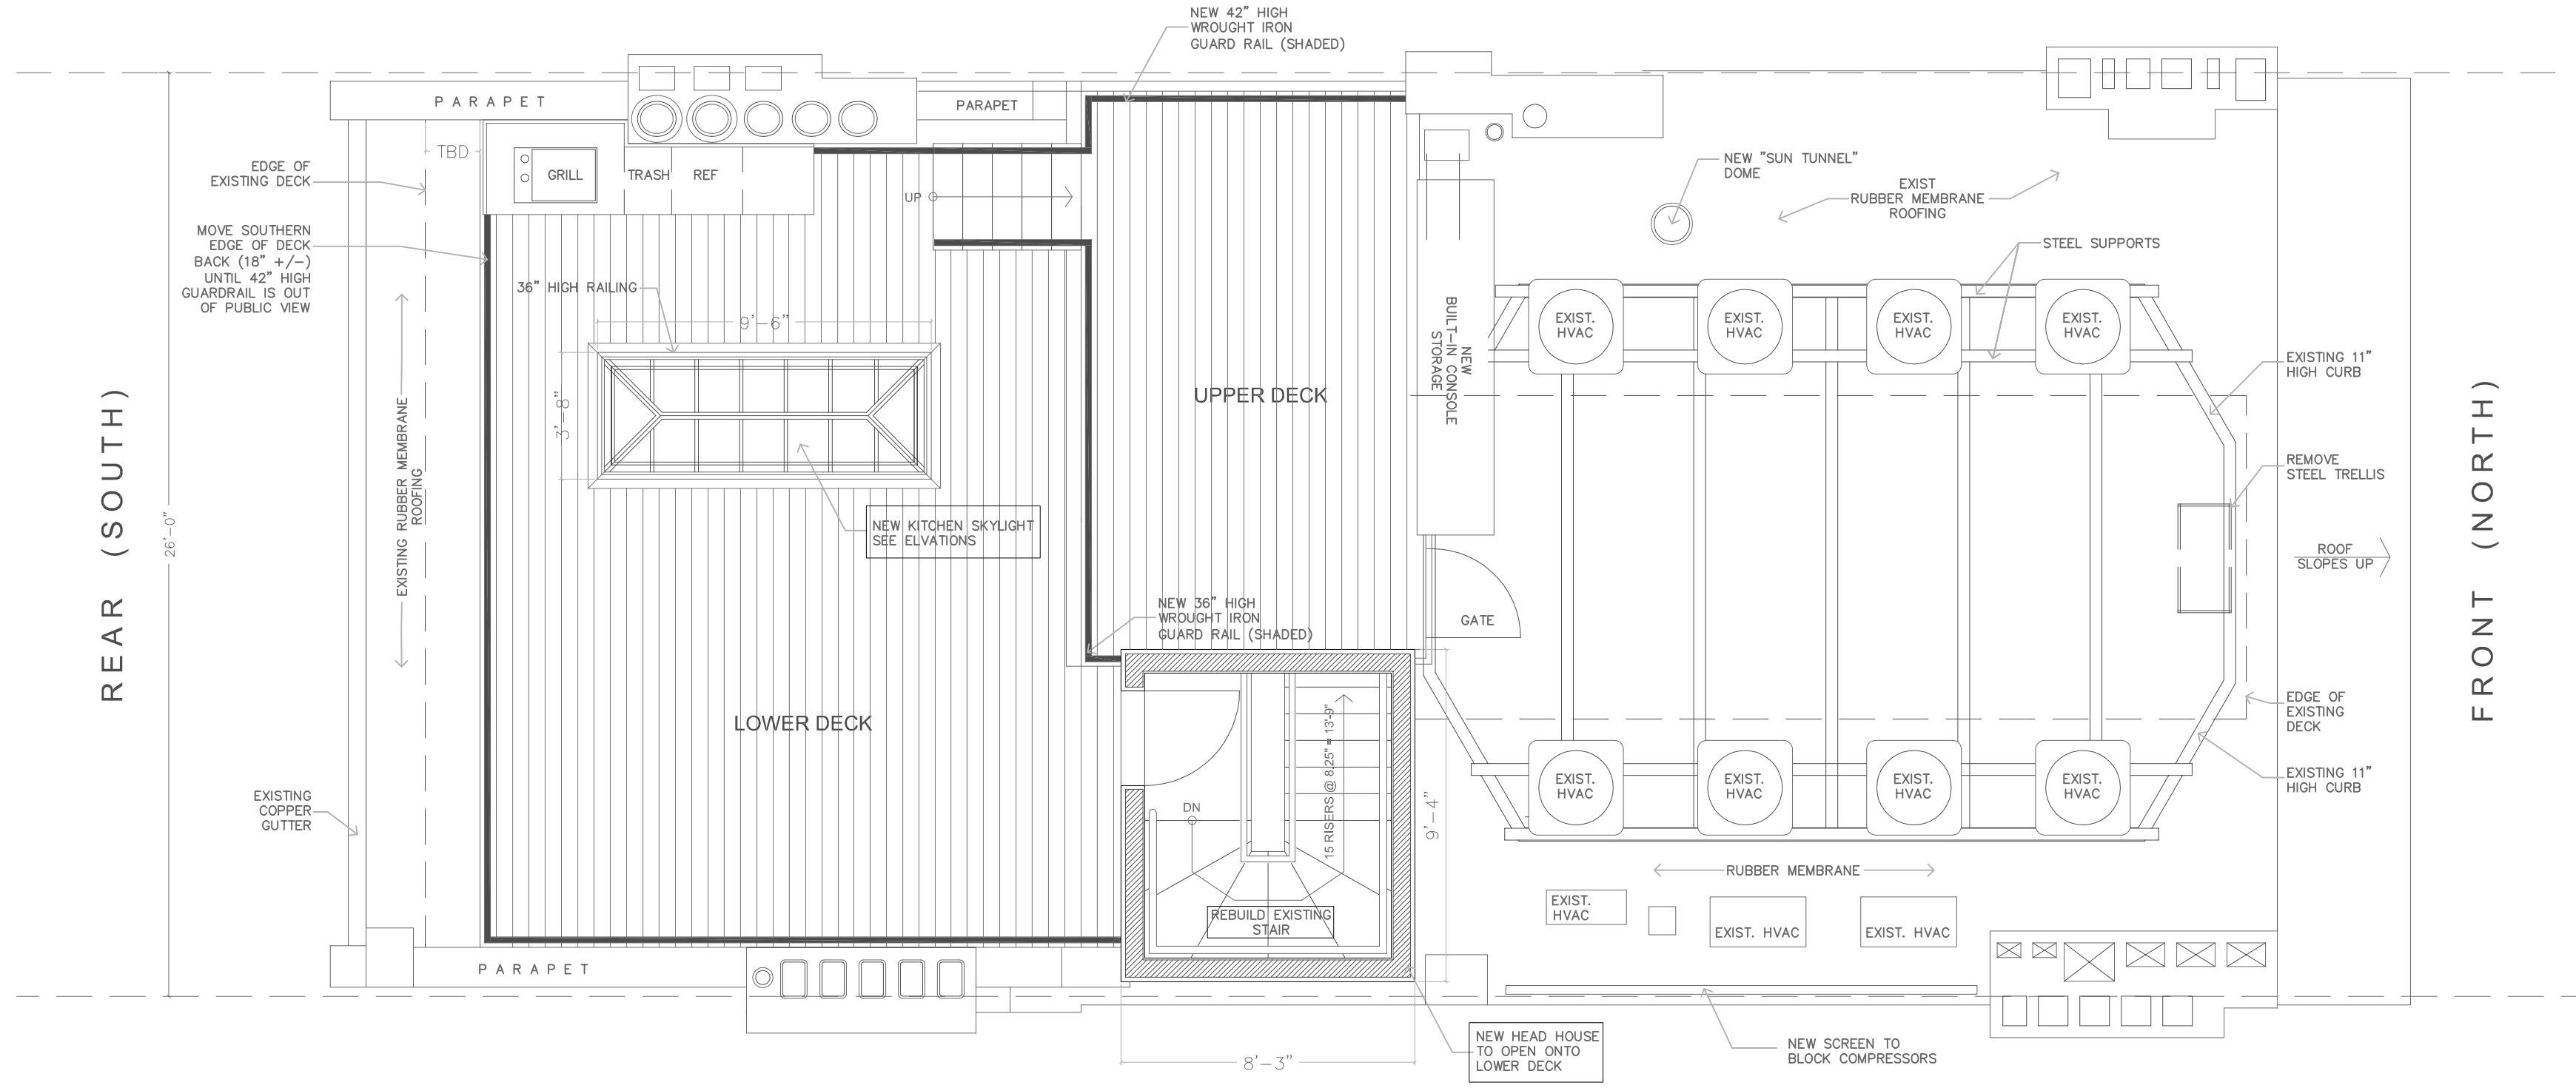 NEW 42" HIGH
WROUGHT IRON
GUARD RAIL (SHADED)
PARAPET
PARAPET
EDGE OF
EXISTING DECK
TBD
GRILL
TRASH
REF
UP
NEW "SUN TUNNEL"
DOME
EXIST
RUBBER MEMBRANE
ROOFING
MOVE SOUTHERN
EDGE OF DECK
BACK (18" +/-)
UNTIL 42" HIGH
GUARDRAIL IS OUT
OF PUBLIC VIEW
STEEL SUPPORTS
36" HIGH RAILING
9'-6"
3'-8"
NEW
BUILT-IN CONSOLE
STORAGE
EXIST.
HVAC
EXIST.
HVAC
EXIST.
HVAC
EXIST.
HVAC
EXISTING 11"
HIGH CURB
UPPER DECK
REAR (SOUTH)
26'-0"
EXISTING RUBBER MEMBRANE
ROOFING
NEW KITCHEN SKYLIGHT
SEE ELVATIONS
REMOVE
STEEL TRELLIS
ROOF
SLOPES UP
FRONT (NORTH)
NEW 36" HIGH
WROUGHT IRON
GUARD RAIL (SHADED)
GATE
LOWER DECK
EDGE OF
EXISTING
DECK
15 RISERS @ 8.25" = 13'-9"
DN
9'-4"
EXISTING
COPPER
GUTTER
EXIST.
HVAC
EXIST.
HVAC
EXIST.
HVAC
EXIST.
HVAC
EXISTING 11"
HIGH CURB
RUBBER MEMBRANE
REBUILD EXISTING
STAIR
EXIST.
HVAC
EXIST. HVAC
EXIST. HVAC
PARAPET
8'-3"
NEW HEAD HOUSE
TO OPEN ONTO
LOWER DECK
NEW SCREEN TO
BLOCK COMPRESSORS